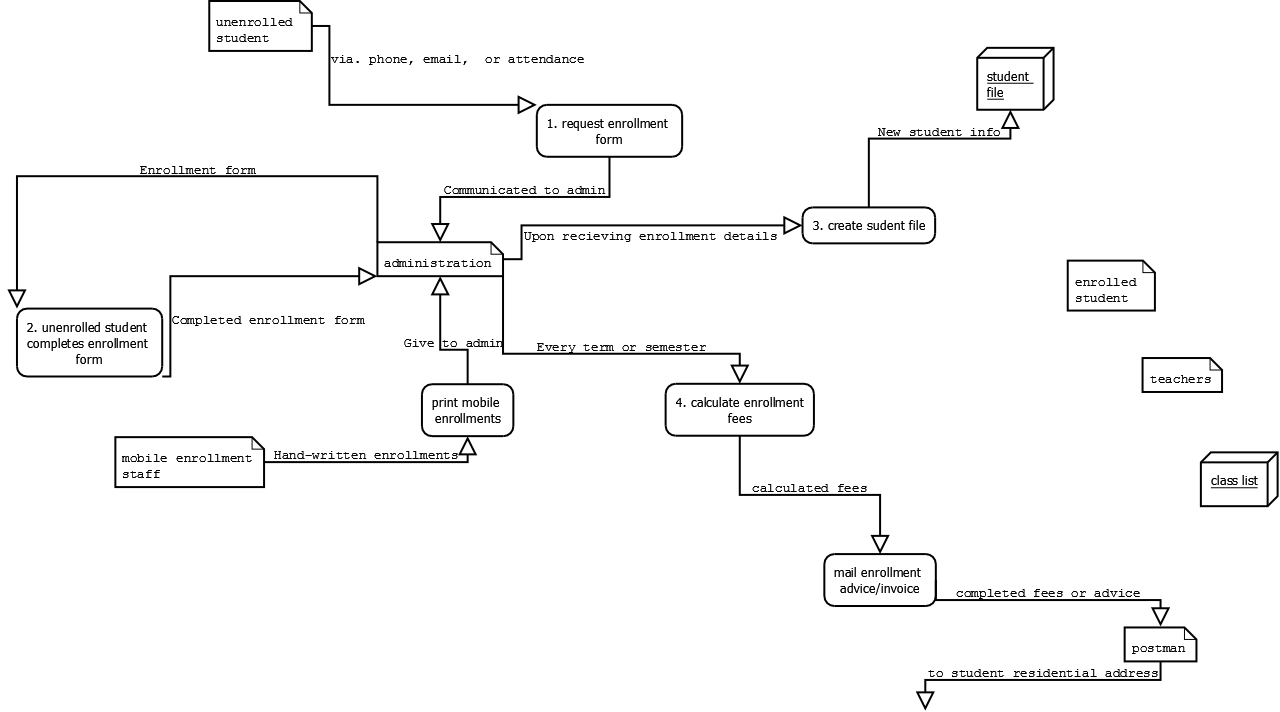 unenrolled
student
via. phone, email,  or attendance
student
file
1. request enrollment
form
New student info
Enrollment form
Communicated to admin
3. create sudent file
Upon recieving enrollment details
administration
enrolled
student
2. unenrolled student
completes enrollment
form
Completed enrollment form
Give to admin
Every term or semester
teachers
print mobile
enrollments
4. calculate enrollment
fees
mobile enrollment
staff
Hand-written enrollments
class list
calculated fees
mail enrollment
advice/invoice
completed fees or advice
postman
to student residential address